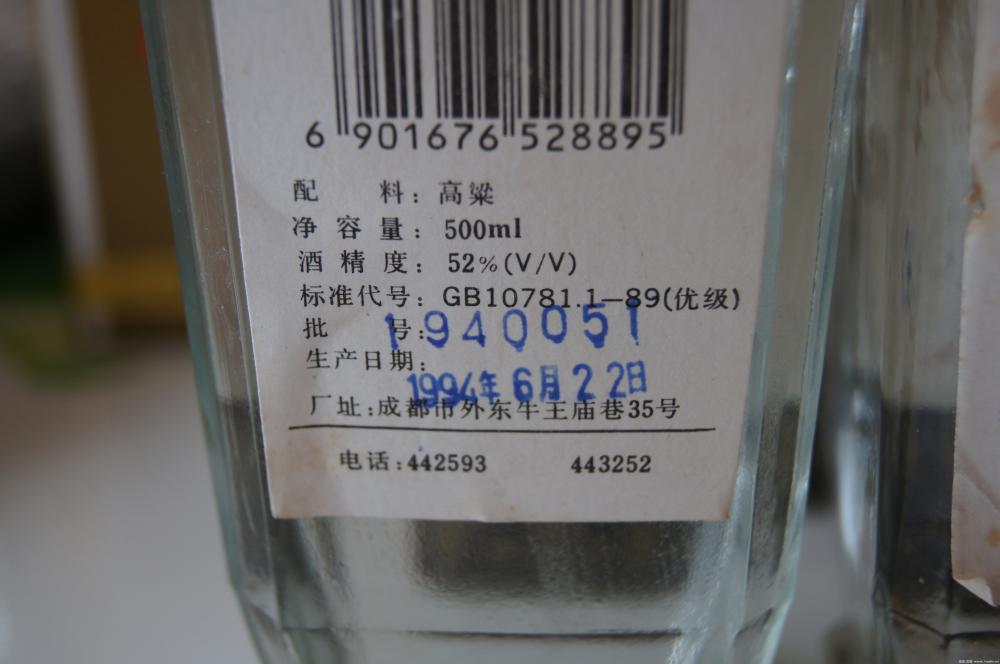 6 901676 528895
配 料：高粱
净容量：500ml
酒精度：52%(V/V)
标准代号：GB10781.1—89(优级)
批 号：1940051
生产日期：1994年6月22日
厂址:成都市外东牛王庙巷35号
电话:442593 443252